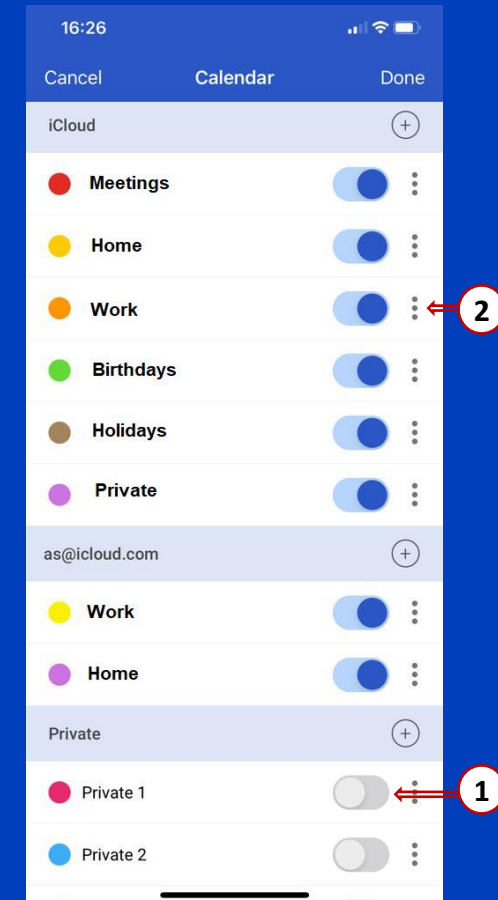 16:26
Cancel Calendar Done
iCloud
Meetings
Home
Work
2
Birthdays
Holidays
Private
as@icloud.com
Work
Home
Private
Private 1
1
Private 2